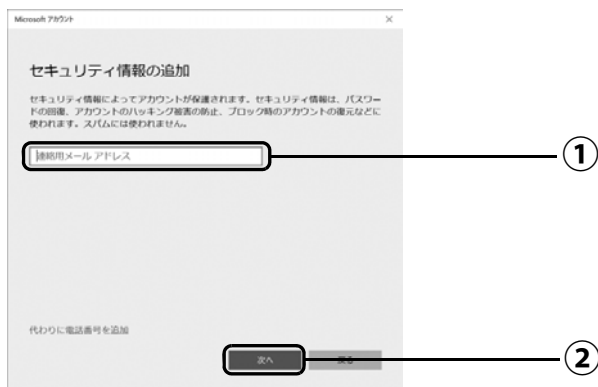 Microsoft アカウント
セキュリティ情報の追加
セキュリティ情報によってアカウントが保護されます。セキュリティ情報は、パスワー
ドの回復、アカウントのハッキング被害の防止、ブロック時のアカウントの復元などに
使われます。スパムには使われません。
連絡用メール アドレス
①
代わりに電話番号を追加
次へ
戻る
②